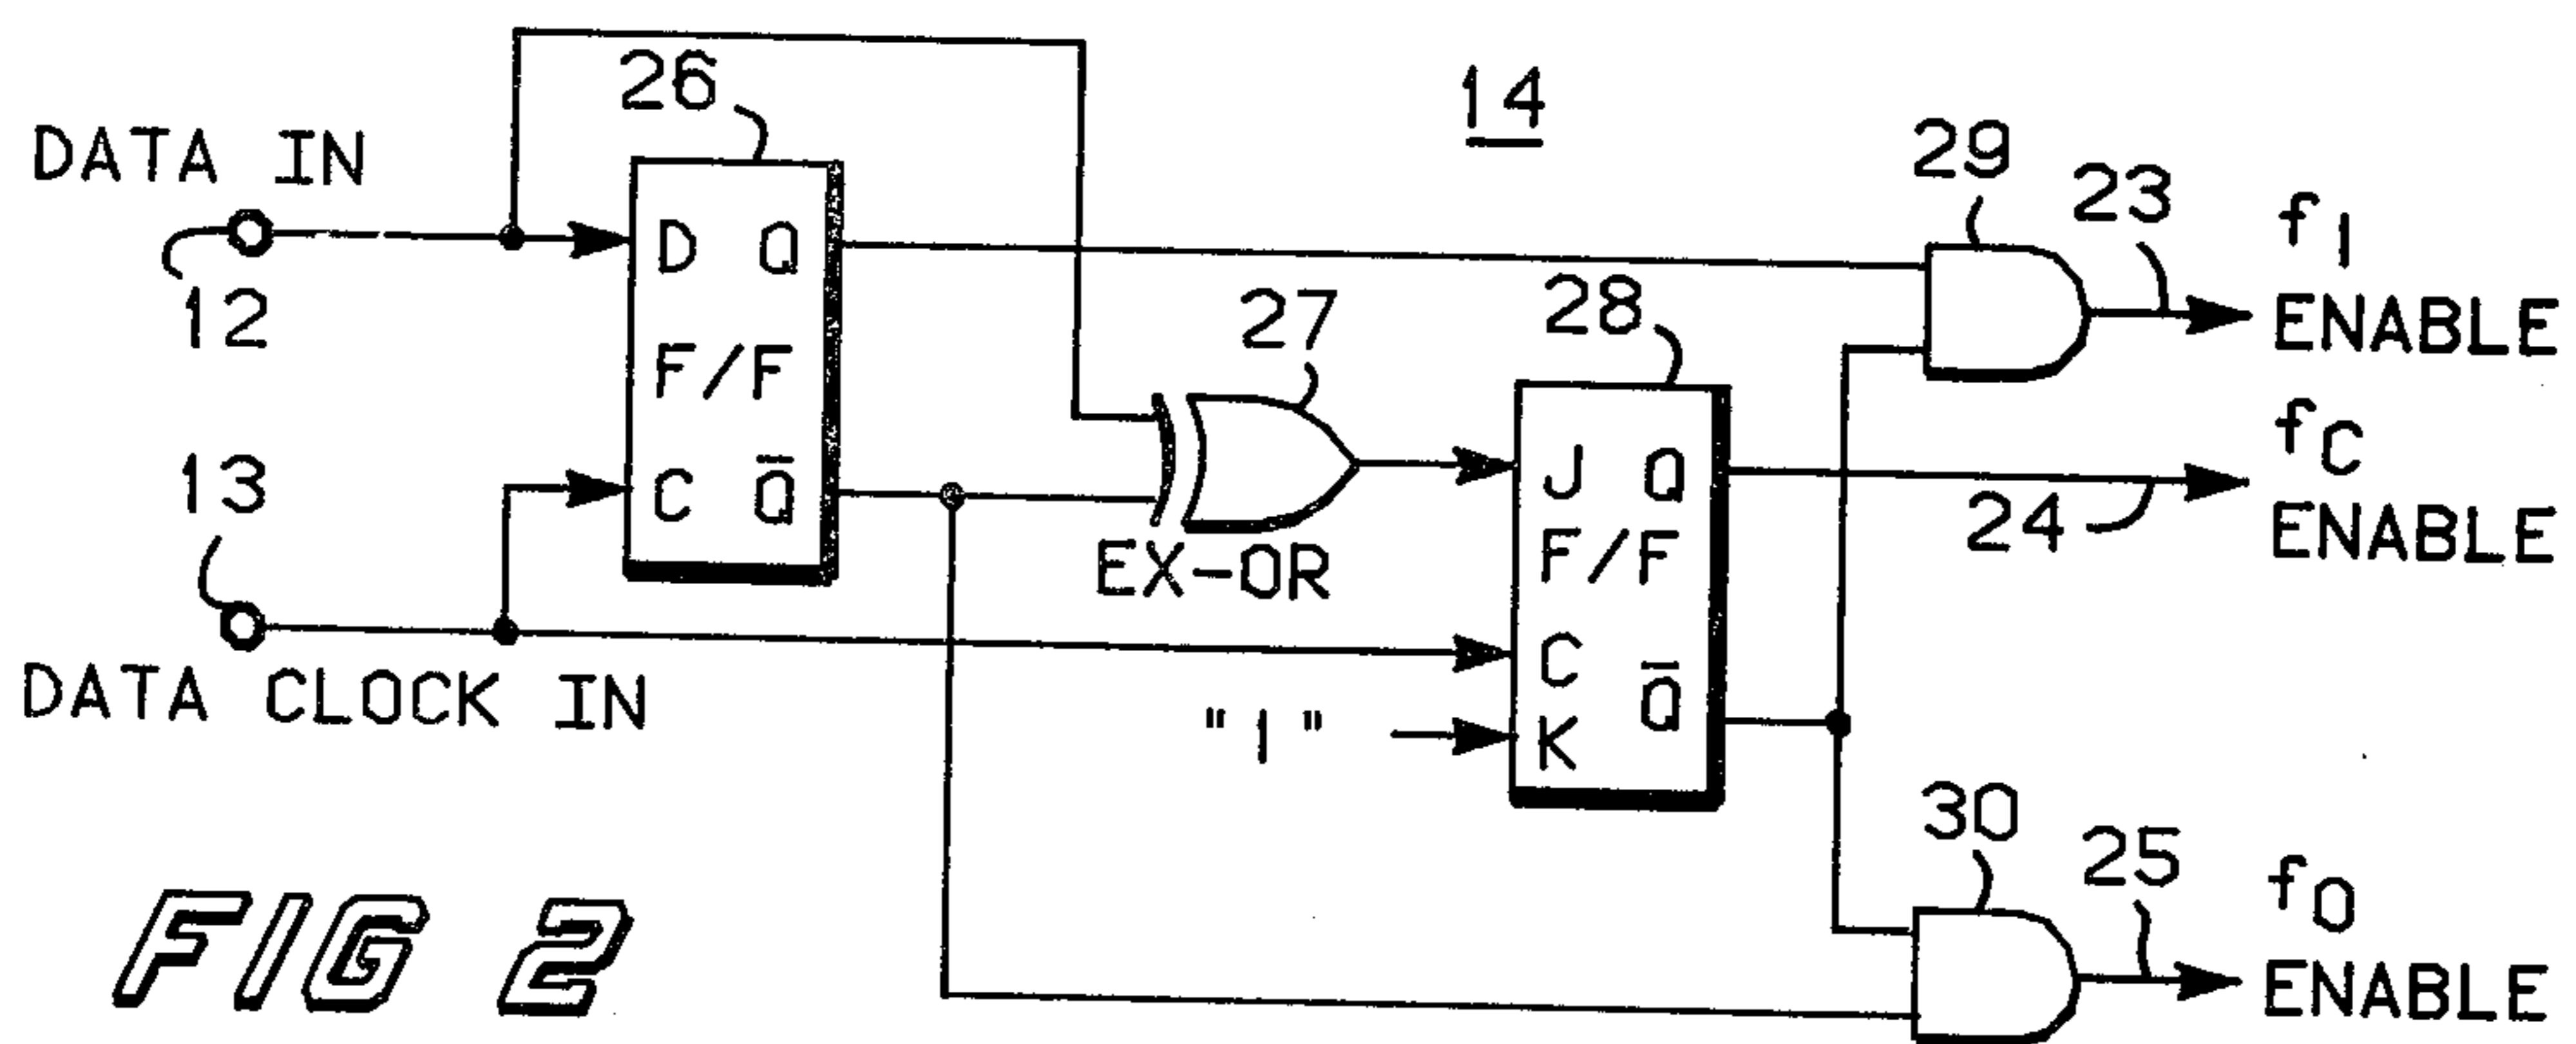 26
14
DATA IN
29
23
f1
ENABLE
D Q
12
27
28
F/F
fC
ENABLE
13
C Q̅
J Q
24
EX-OR
F/F
DATA CLOCK IN
C Q̅
"1"
K
30
25
f0
ENABLE
FIG 2